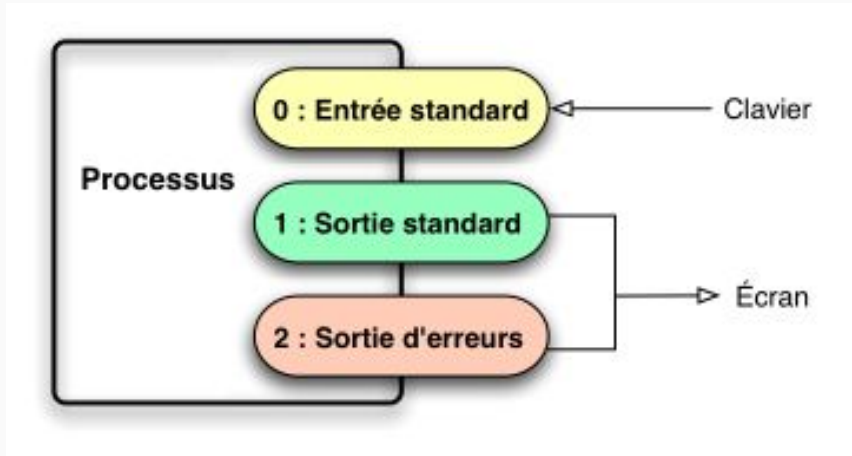 0 : Entrée standard
Clavier
Processus
1 : Sortie standard
Écran
2 : Sortie d'erreurs